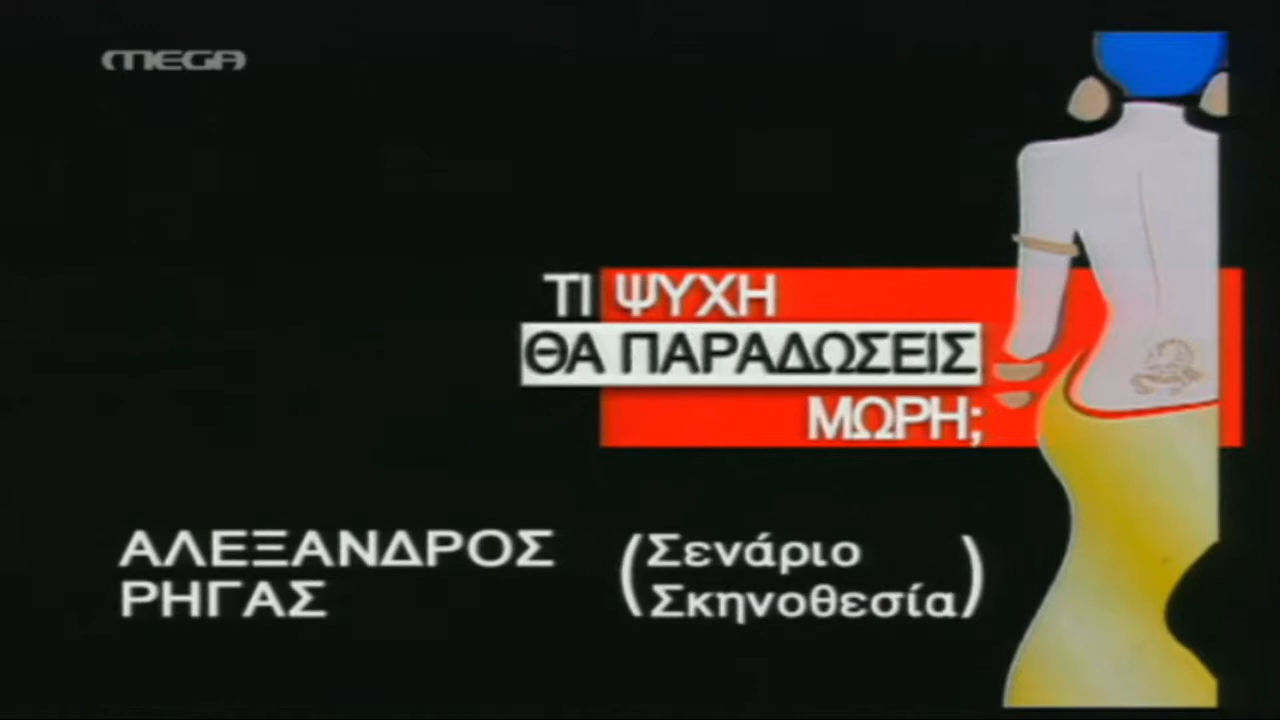 MEGA
ΤΙ ΨΥΧΗ
ΘΑ ΠΑΡΑΔΩΣΕΙΣ
ΜΩΡΗ;
ΑΛΕΞΑΝΔΡΟΣ (Σενάριο
ΡΗΓΑΣ Σκηνοθεσία)